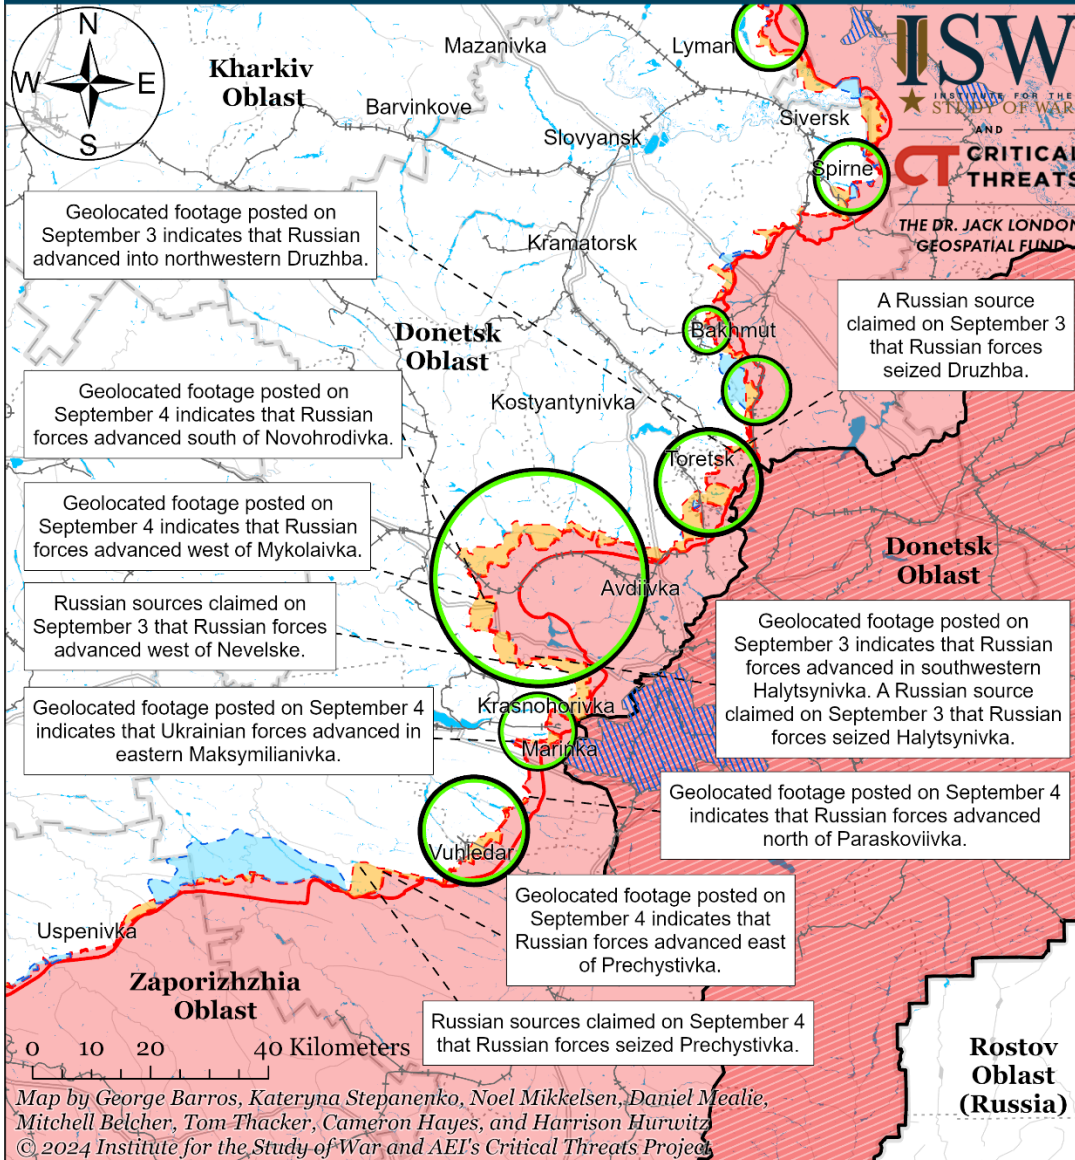 N
W
E
S
Kharkiv
Oblast
Mazanivka
Lyman
Barvinkove
Slovyansk
Siversk
Spirne
ISW
INSTITUTE FOR THE
STUDY OF WAR
AND
CT CRITICAL
THREATS
THE DR. JACK LONDON
GEOSPATIAL FUND
Geolocated footage posted on
September 3 indicates that Russian
advanced into northwestern Druzhba.
Kramatorsk
A Russian source
claimed on September 3
that Russian forces
seized Druzhba.
Bakhmut
Donetsk
Oblast
Geolocated footage posted on
September 4 indicates that Russian
forces advanced south of Novohrodivka.
Kostyantynivka
Toretsk
Geolocated footage posted on
September 4 indicates that Russian
forces advanced west of Mykolaivka.
Donetsk
Oblast
Avdiivka
Russian sources claimed on
September 3 that Russian forces
advanced west of Nevelske.
Geolocated footage posted on
September 3 indicates that Russian
forces advanced in southwestern
Halytsynivka. A Russian source
claimed on September 3 that Russian
forces seized Halytsynivka.
Geolocated footage posted on September 4
indicates that Ukrainian forces advanced in
eastern Maksymilianivka.
Krasnohorivka
Marinka
Geolocated footage posted on September 4
indicates that Russian forces advanced
north of Paraskoviivka.
Vuhledar
Geolocated footage posted on
September 4 indicates that
Russian forces advanced east
of Prechystivka.
Uspenivka
Zaporizhzhia
Oblast
Russian sources claimed on September 4
that Russian forces seized Prechystivka.
Rostov
Oblast
(Russia)
0 10 20 40 Kilometers
Map by George Barros, Kateryna Stepanenko, Noel Mikkelsen, Daniel Mealie,
Mitchell Belcher, Tom Thacker, Cameron Hayes, and Harrison Hurwitz
© 2024 Institute for the Study of War and AEI's Critical Threats Project